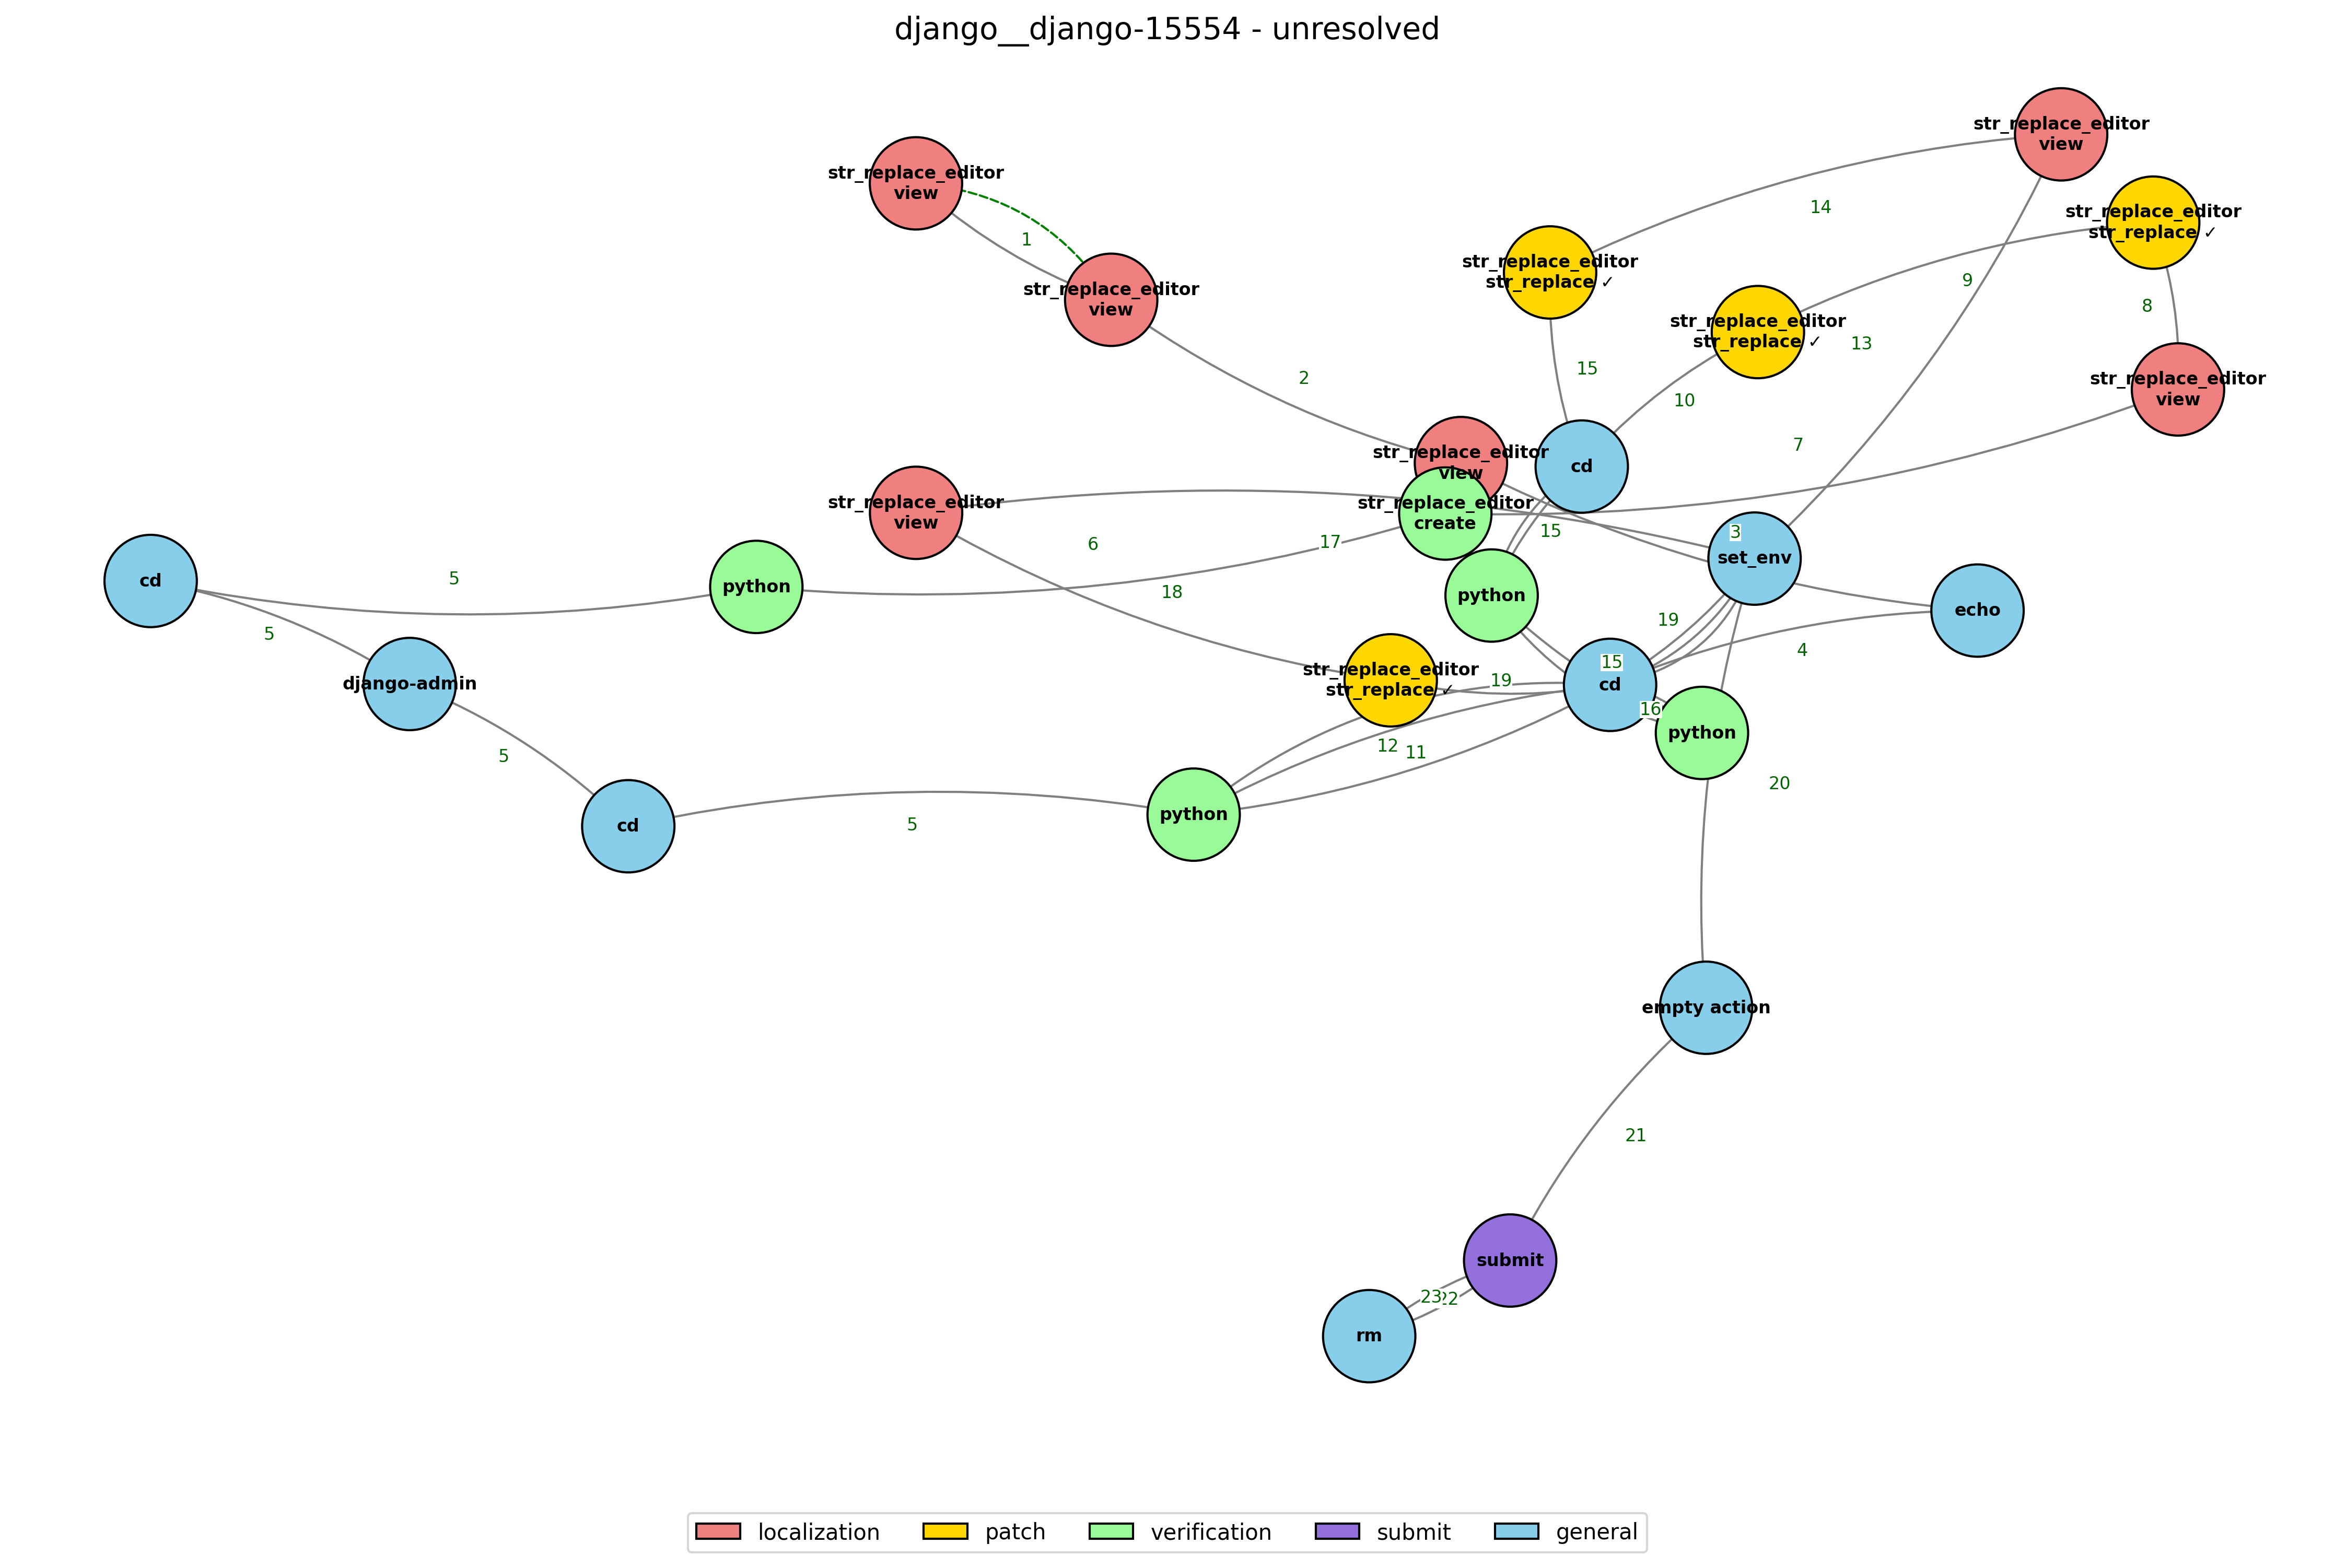 django__django-15554 - unresolved
str_replace_editor
view
str_replace_editor
view
1
14
str_replace_editor
view
str_replace_editor
str_replace ✓
str_replace_editor
str_replace ✓
9
8
str_replace_editor
str_replace ✓
13
2
15
10
str_replace_editor
view
7
str_replace_editor
view
cd
str_replace_editor
view
str_replace_editor
create
6
17
15
3
set_env
cd
5
python
18
python
echo
5
19
4
django-admin
str_replace_editor
str_replace ✓
19
15
cd
16
python
5
12
11
20
cd
5
python
empty action
21
submit
23
22
rm
localization
patch
verification
submit
general